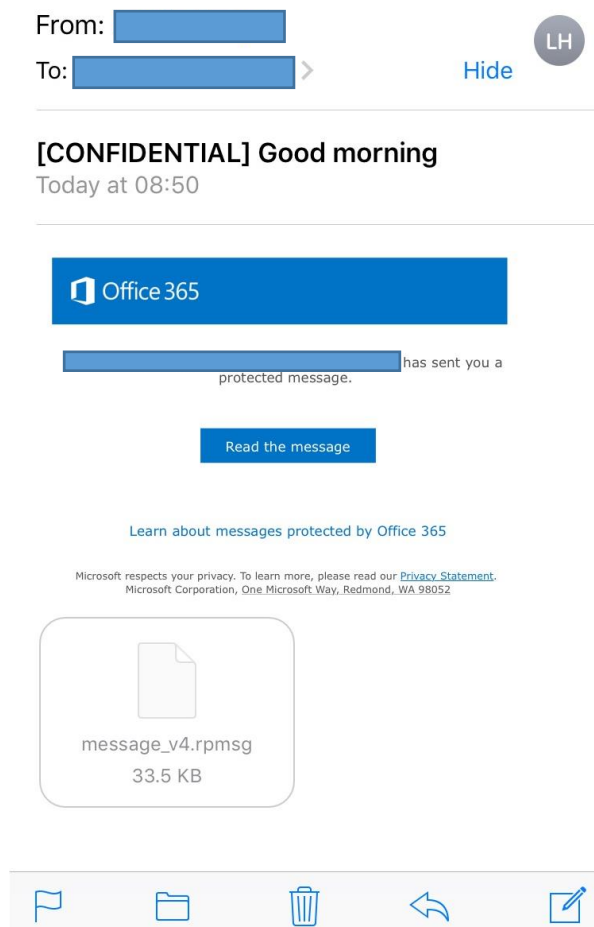 From:
LH
To:
Hide
[CONFIDENTIAL] Good morning
Today at 08:50
Office 365
has sent you a
protected message.
Read the message
Learn about messages protected by Office 365
Microsoft respects your privacy. To learn more, please read our Privacy Statement.
Microsoft Corporation, One Microsoft Way, Redmond, WA 98052
message_v4.rpmsg
33.5 KB